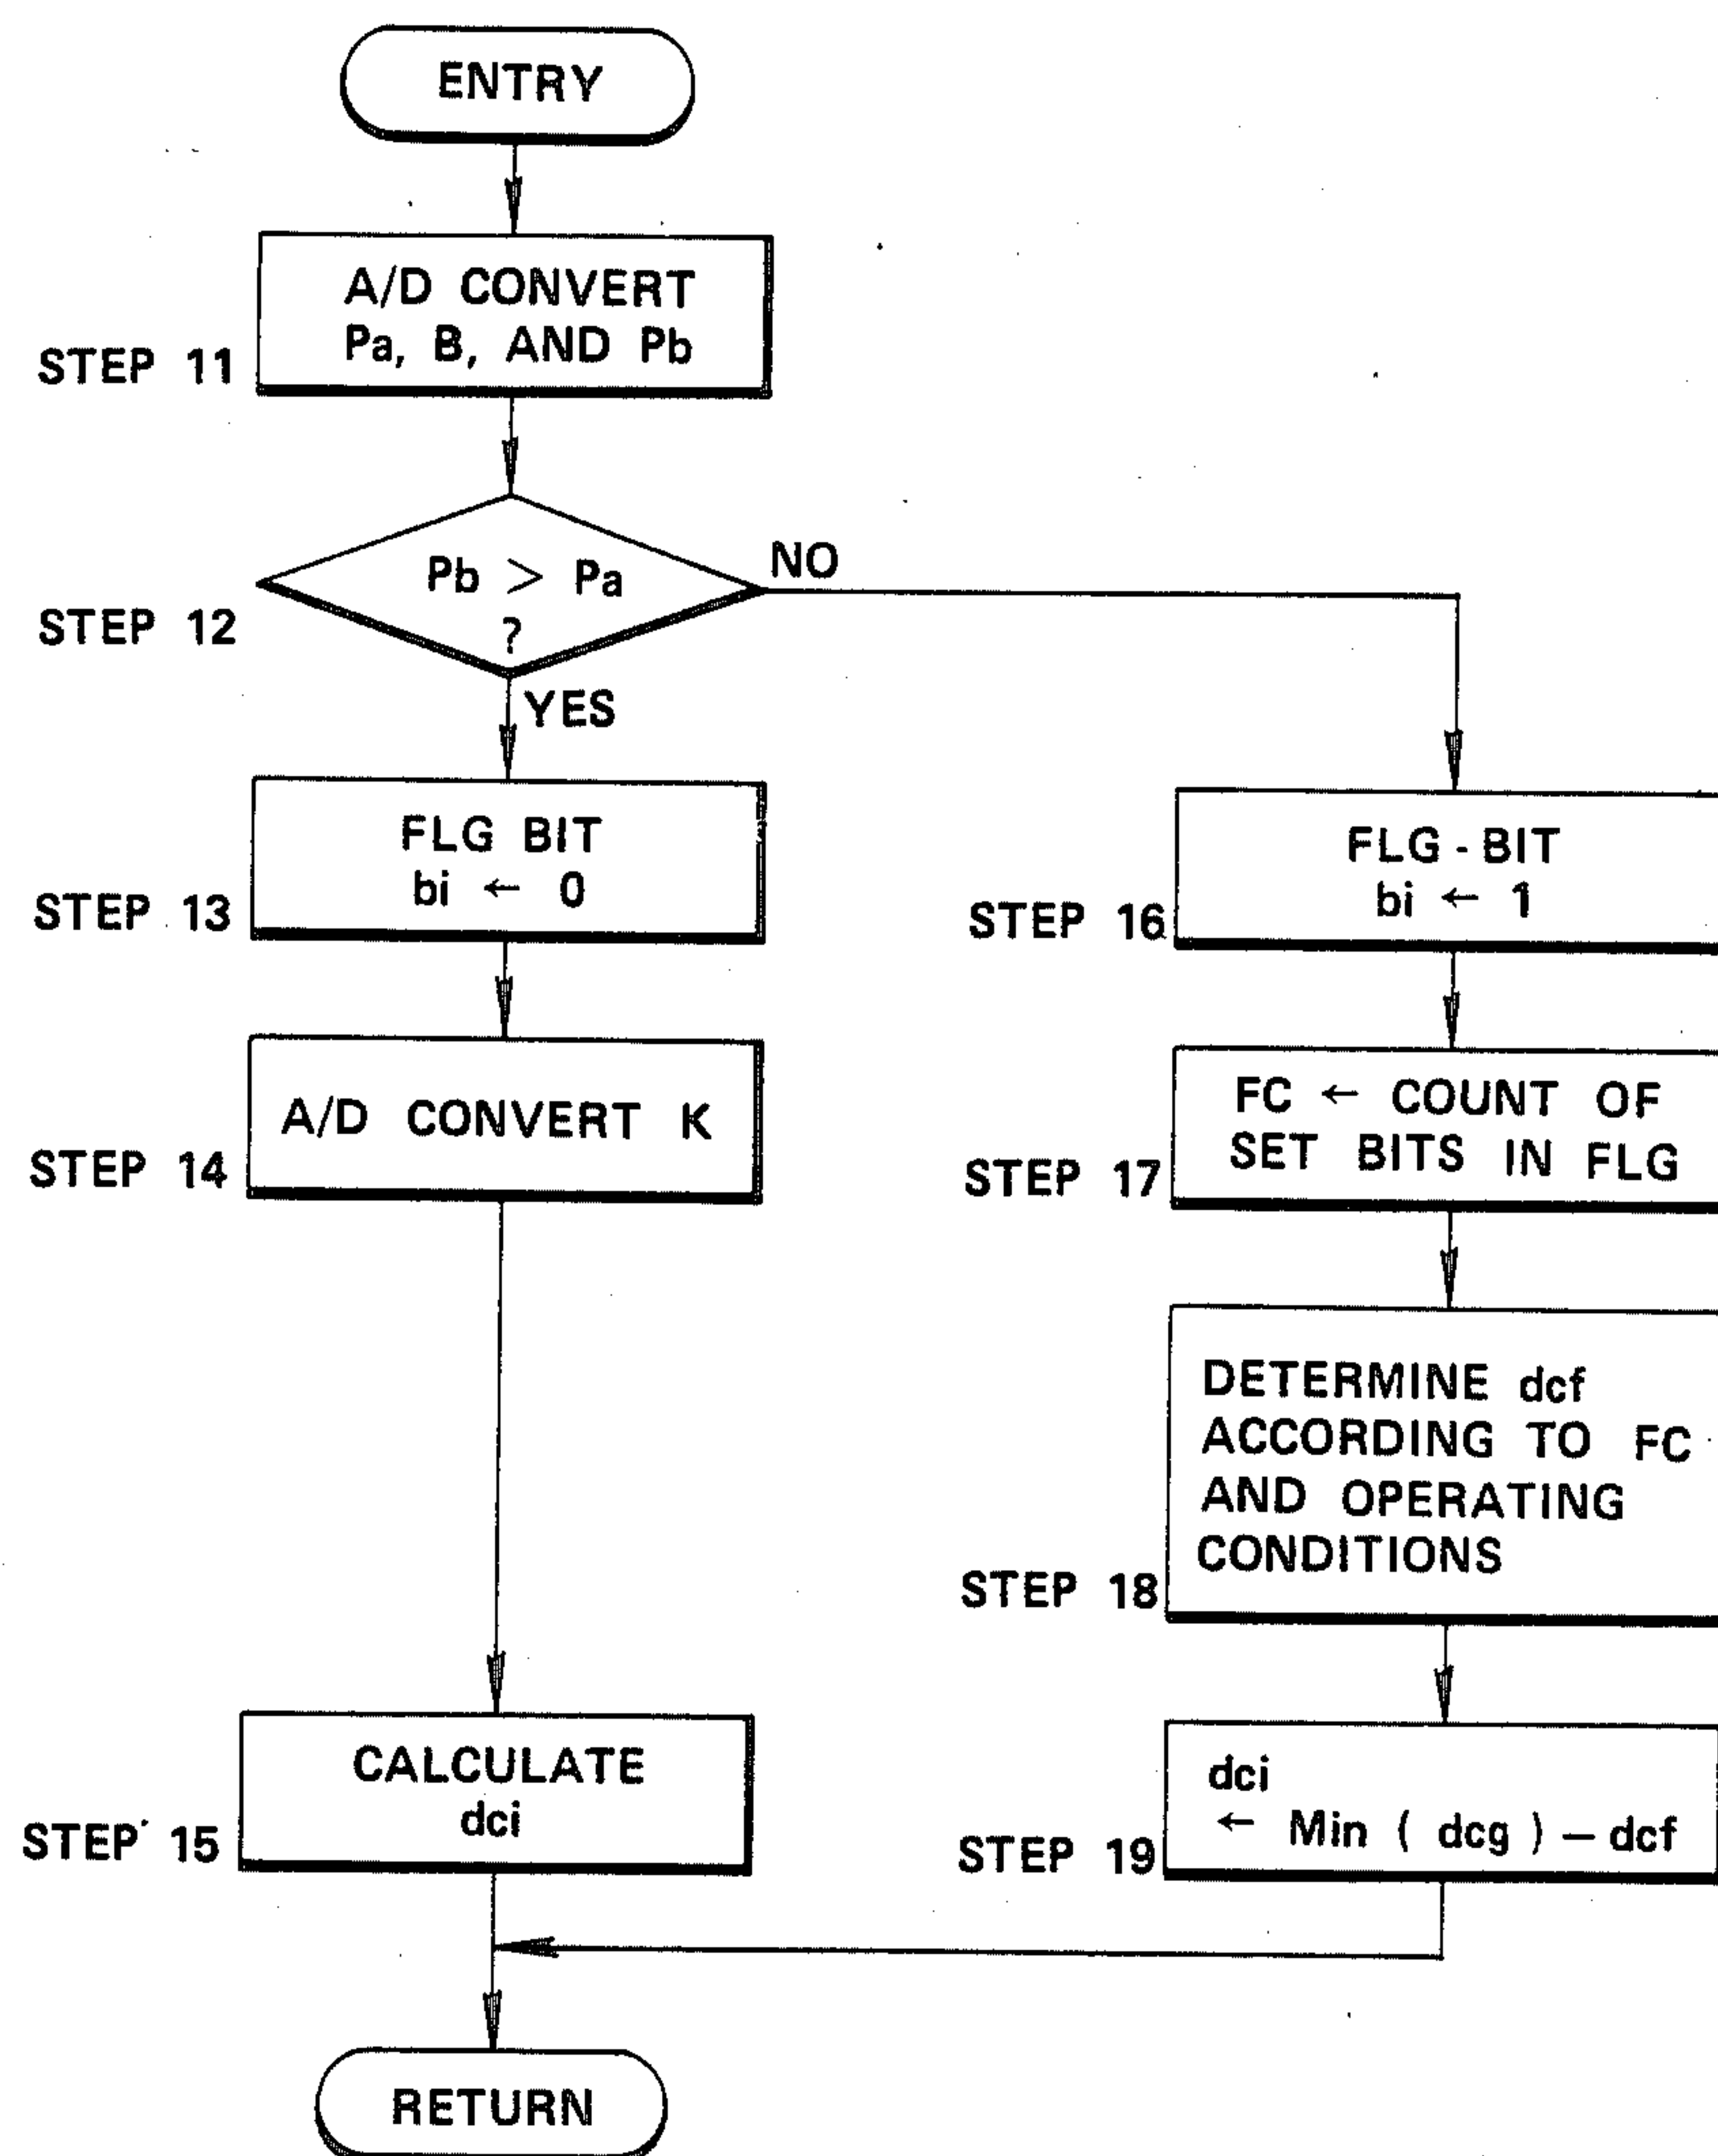 ENTRY
A/D CONVERT
Pa, B, AND Pb
STEP 11
Pb > Pa
?
NO
STEP 12
YES
FLG BIT
bi ← 0
STEP 13
A/D CONVERT K
STEP 14
CALCULATE
dci
STEP 15
FLG-BIT
bi ← 1
STEP 16
FC ← COUNT OF
SET BITS IN FLG
STEP 17
DETERMINE dcf
ACCORDING TO FC
AND OPERATING
CONDITIONS
STEP 18
dci
← Min ( dcg ) – dcf
STEP 19
RETURN